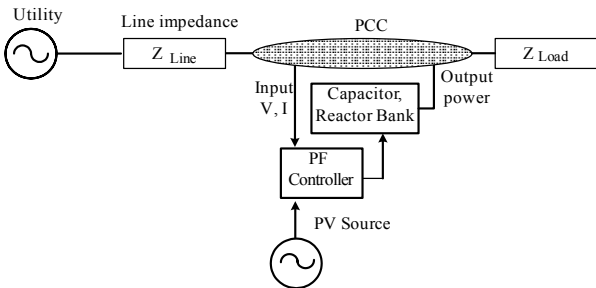 Utility
Line impedance
PCC
Z Line
Z Load
Input
V, I
Output
power
Capacitor,
Reactor Bank
PF
Controller
PV Source